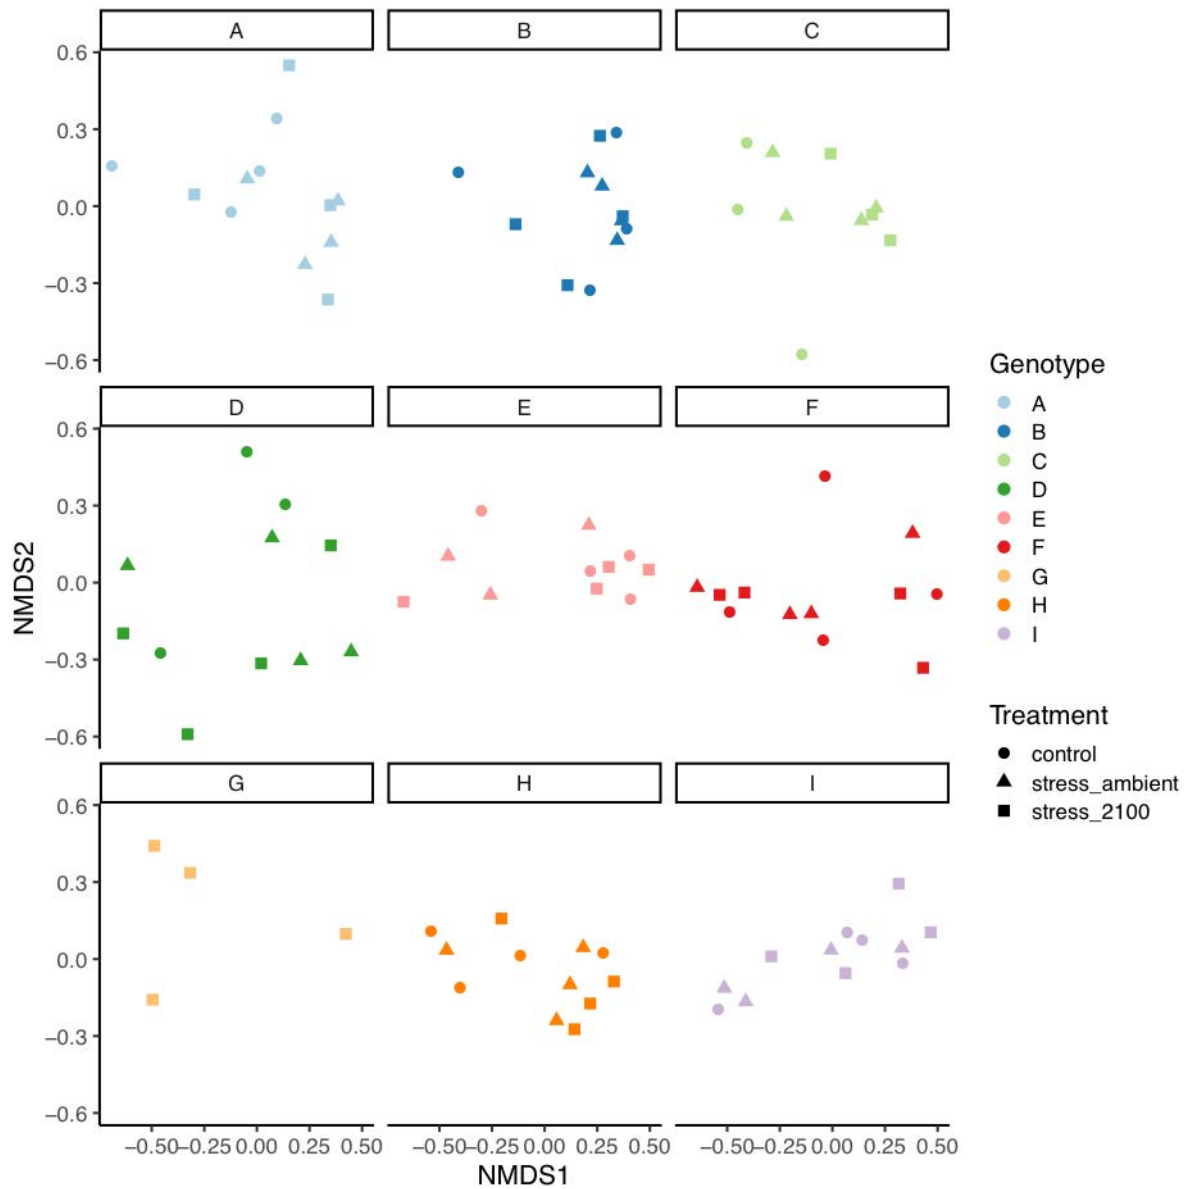 A B C
0.6
0.3
0.0
−0.3
−0.6
D E F
0.6
0.3
0.0
−0.3
−0.6
G H I
0.6
0.3
0.0
−0.3
−0.6
−0.50 −0.25 0.00 0.25 0.50 −0.50 −0.25 0.00 0.25 0.50 −0.50 −0.25 0.00 0.25 0.50
NMDS1
NMDS2
Genotype
A
B
C
D
E
F
G
H
I
Treatment
control
stress_ambient
stress_2100